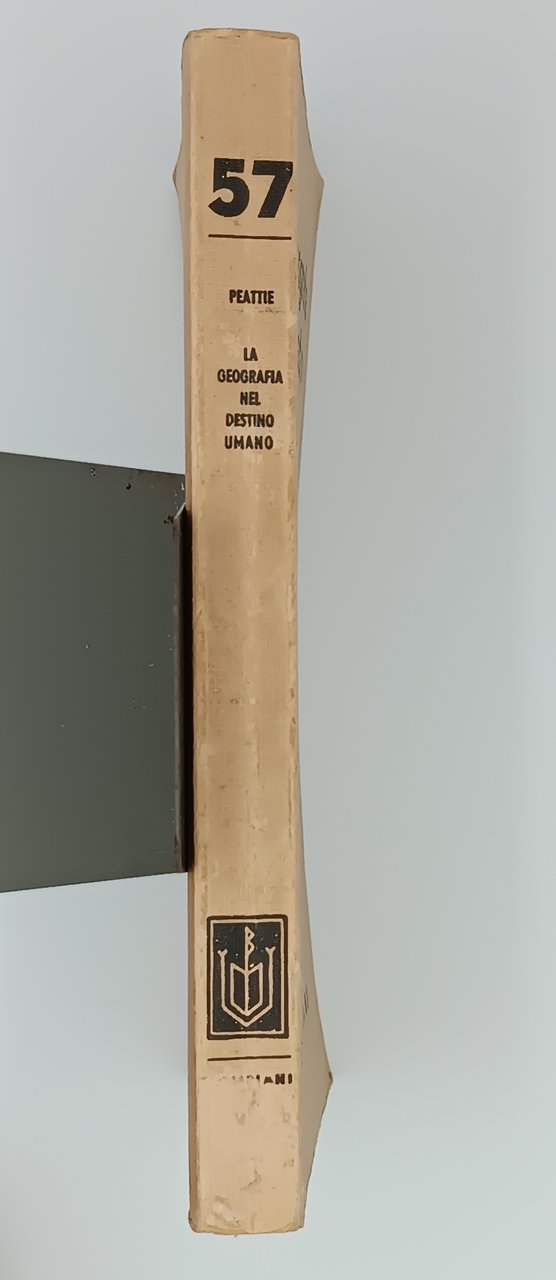 57
PEATTIE
LA
GEOGRAFIA
NEL
DESTINO
UMANO
B